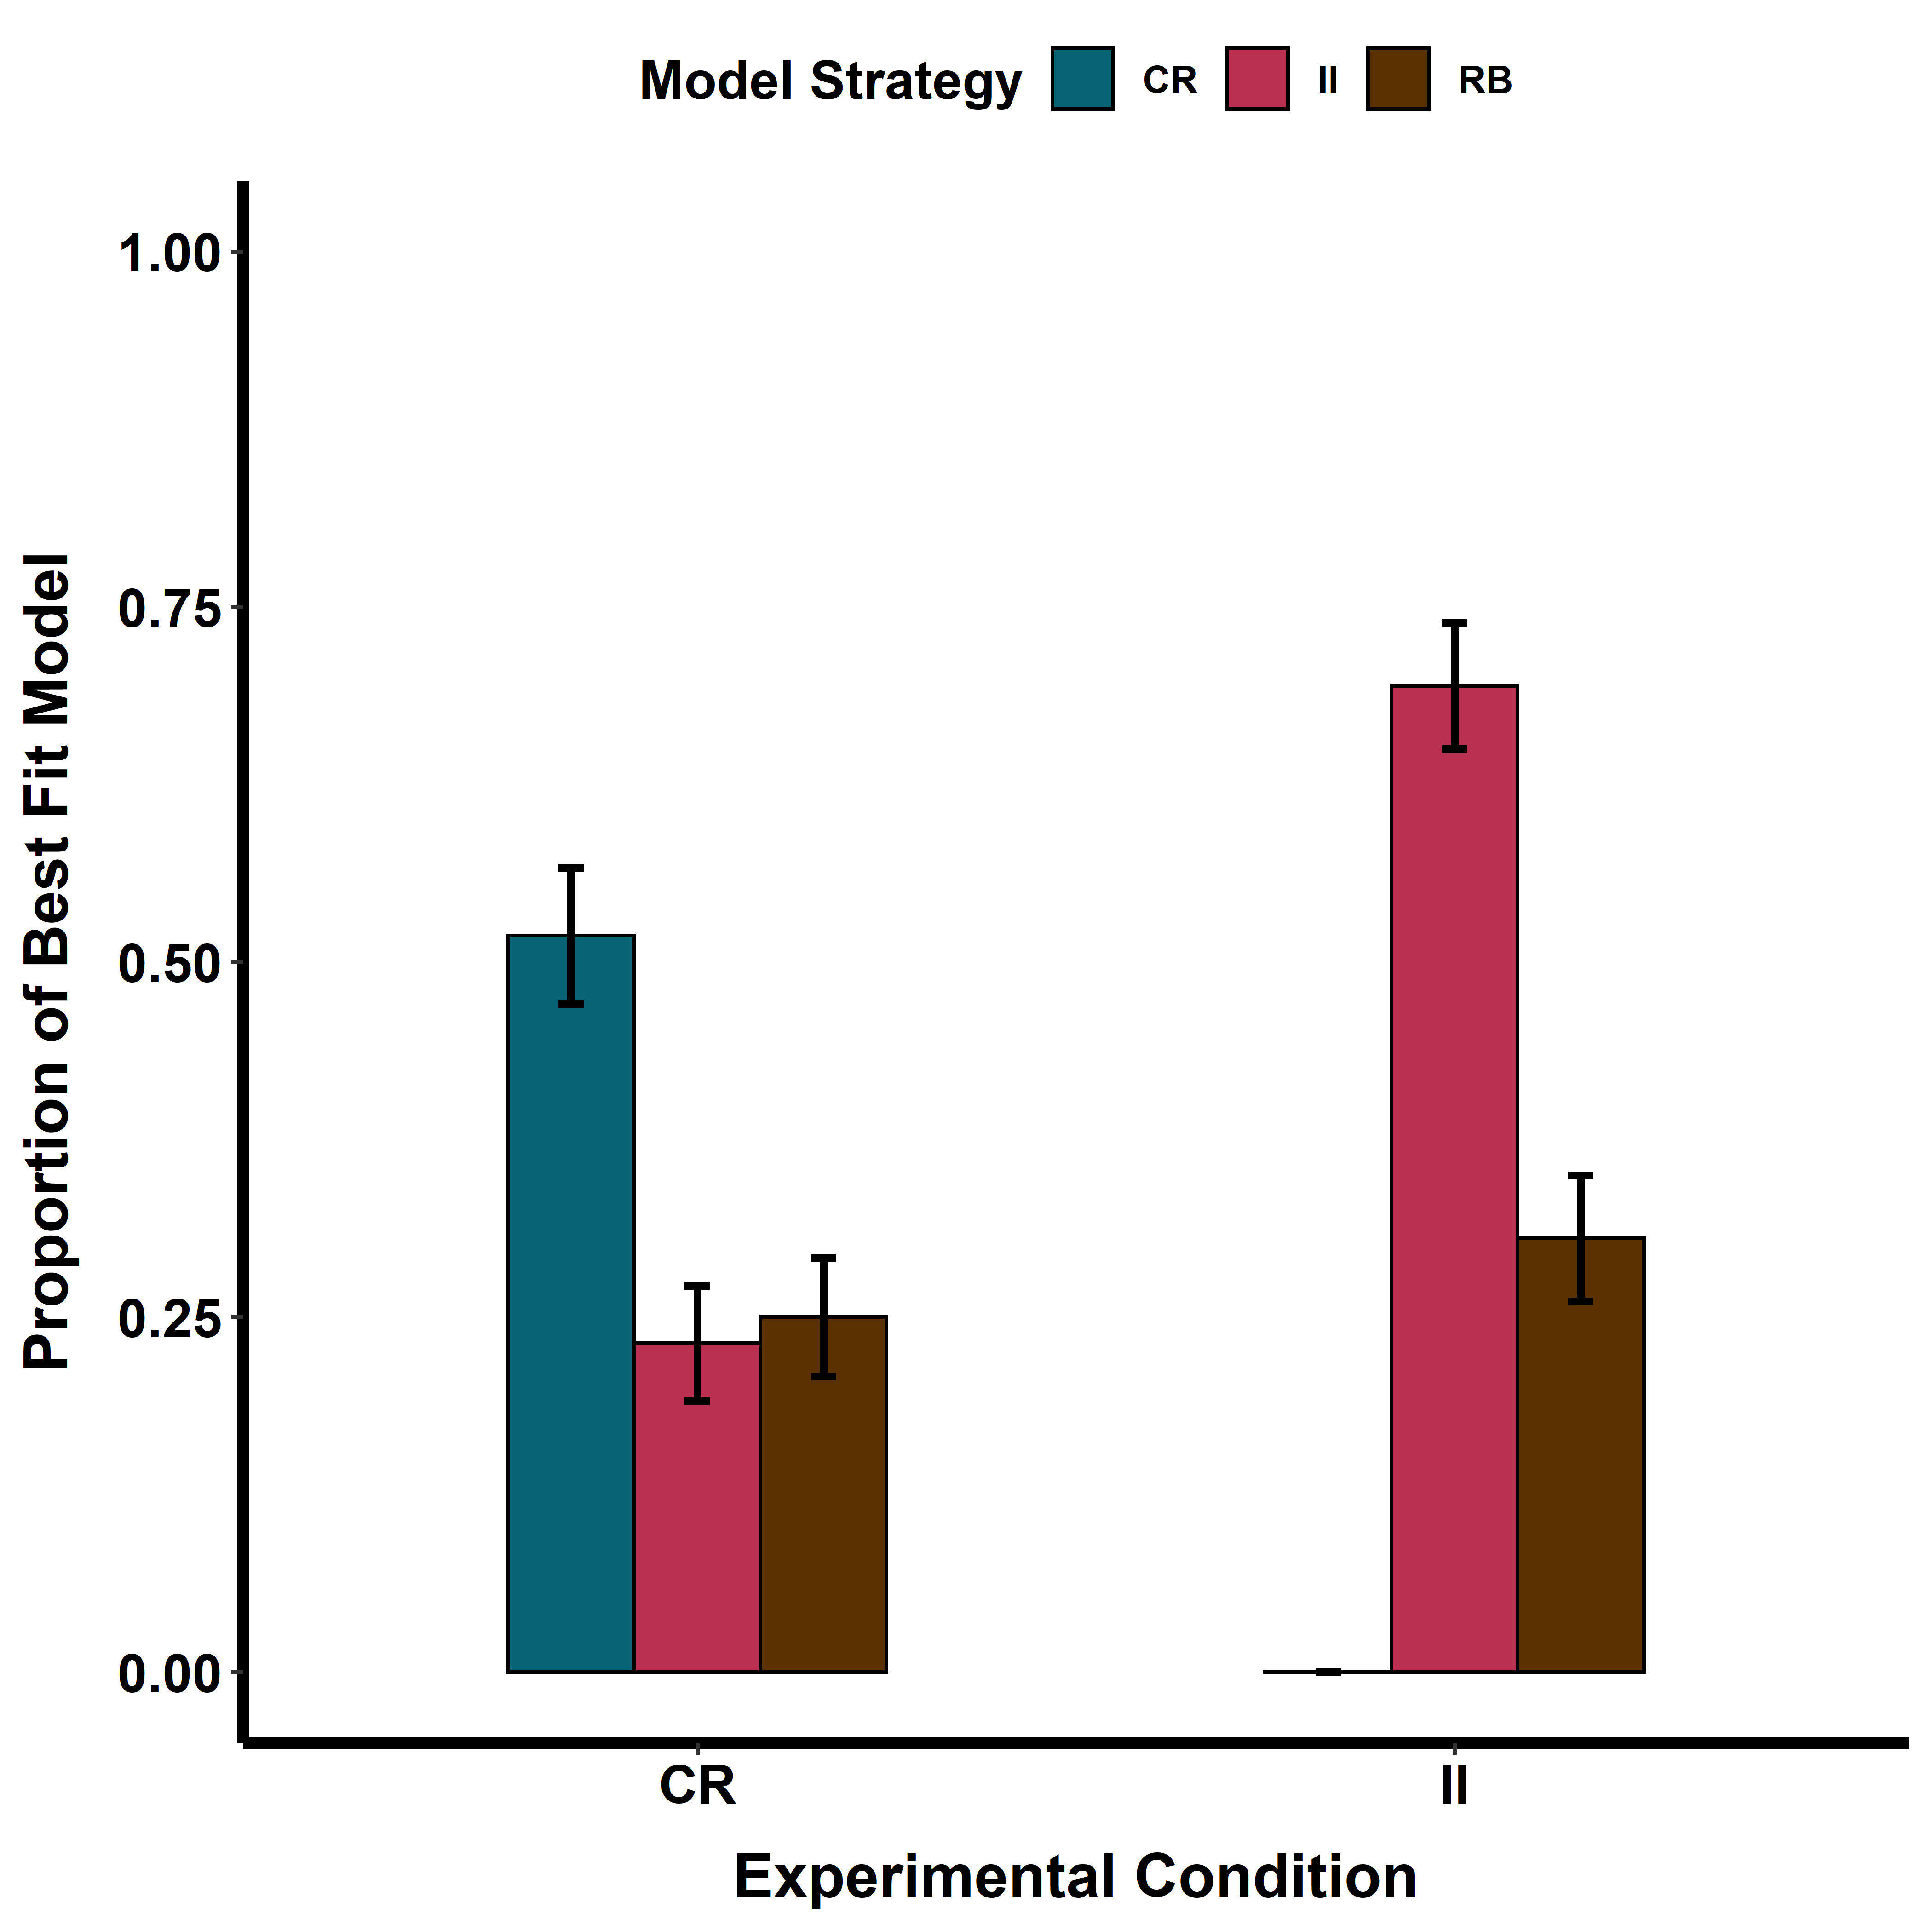 Model Strategy CR II RB
Proportion of Best Fit Model
1.00
0.75
0.50
0.25
0.00
CR II
Experimental Condition